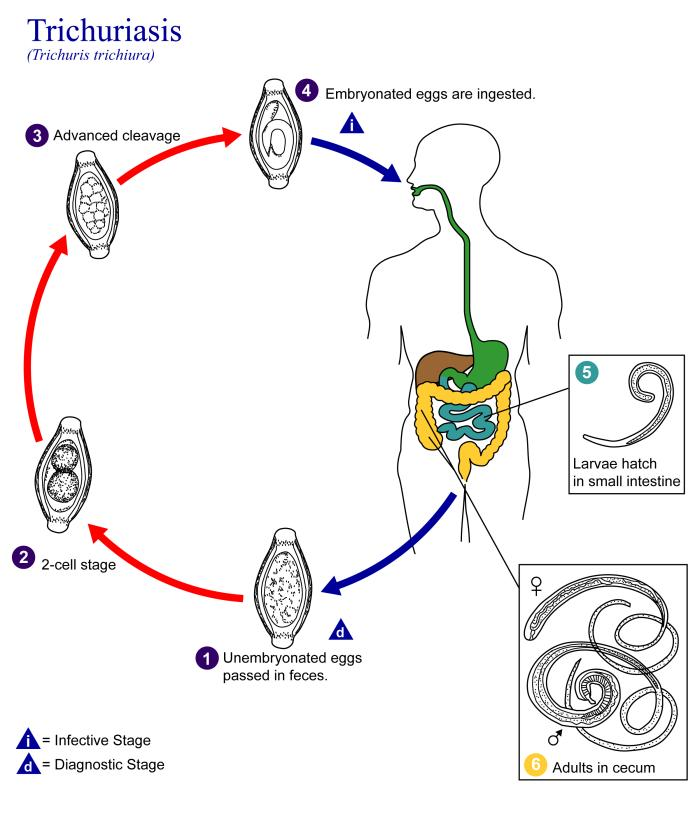 Trichuriasis
(Trichuris trichiura)
4 Embryonated eggs are ingested.
i
3 Advanced cleavage
5
Larvae hatch
in small intestine
2 2-cell stage
d
1 Unembryonated eggs
passed in feces.
♀
♂
6 Adults in cecum
i = Infective Stage
d = Diagnostic Stage